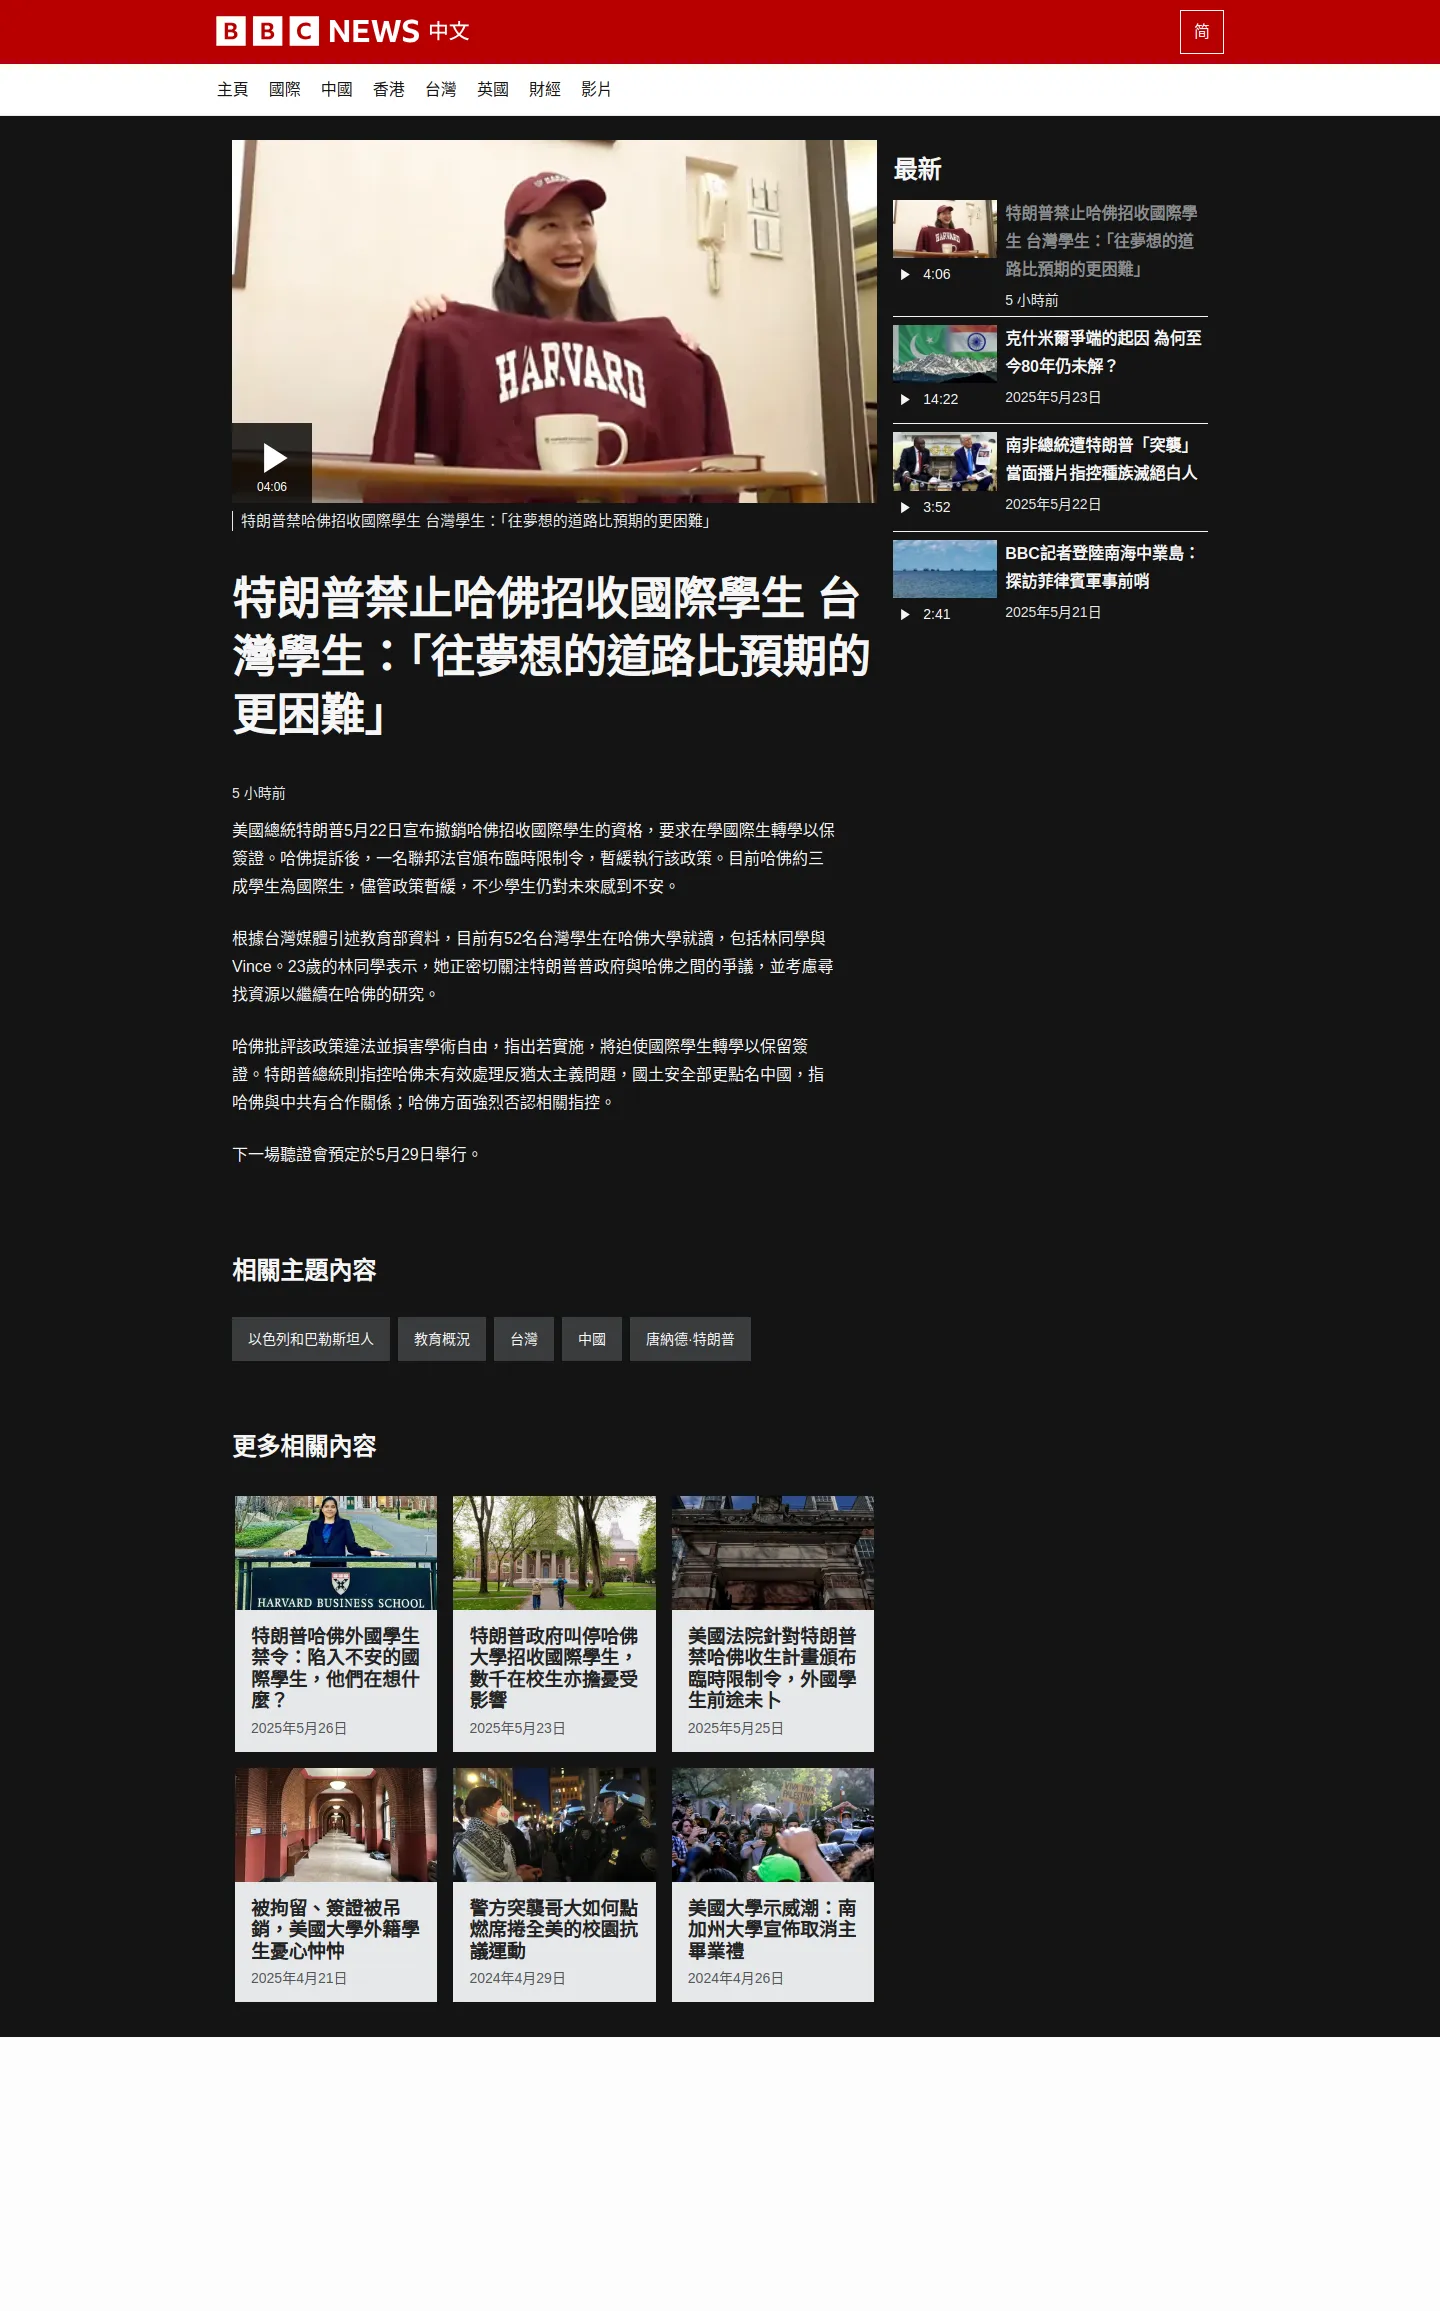 BBC NEWS 中文
简
主頁 國際 中國 香港 台灣 英國 財經 影片
HARVARD
04:06
特朗普禁哈佛招收國際學生 台灣學生：「往夢想的道路比預期的更困難」
特朗普禁止哈佛招收國際學生 台
灣學生：「往夢想的道路比預期的
更困難」
5 小時前
美國總統特朗普5月22日宣布撤銷哈佛招收國際學生的資格，要求在學國際生轉學以保
簽證。哈佛提訴後，一名聯邦法官頒布臨時限制令，暫緩執行該政策。目前哈佛約三
成學生為國際生，儘管政策暫緩，不少學生仍對未來感到不安。
根據台灣媒體引述教育部資料，目前有52名台灣學生在哈佛大學就讀，包括林同學與
Vince。23歲的林同學表示，她正密切關注特朗普普政府與哈佛之間的爭議，並考慮尋
找資源以繼續在哈佛的研究。
哈佛批評該政策違法並損害學術自由，指出若實施，將迫使國際學生轉學以保留簽
證。特朗普總統則指控哈佛未有效處理反猶太主義問題，國土安全部更點名中國，指
哈佛與中共有合作關係；哈佛方面強烈否認相關指控。
下一場聽證會預定於5月29日舉行。
最新
HARVARD
特朗普禁止哈佛招收國際學
生 台灣學生：「往夢想的道
路比預期的更困難」
4:06
5 小時前
克什米爾爭端的起因 為何至
今80年仍未解？
14:22
2025年5月23日
南非總統遭特朗普「突襲」
當面播片指控種族滅絕白人
3:52
2025年5月22日
BBC記者登陸南海中業島：
探訪菲律賓軍事前哨
2:41
2025年5月21日
相關主題內容
以色列和巴勒斯坦人 教育概況 台灣 中國 唐納德·特朗普
更多相關內容
HARVARD BUSINESS SCHOOL
特朗普哈佛外國學生
禁令：陷入不安的國
際學生，他們在想什
麼？
2025年5月26日
特朗普政府叫停哈佛
大學招收國際學生，
數千在校生亦擔憂受
影響
2025年5月23日
美國法院針對特朗普
禁哈佛收生計畫頒布
臨時限制令，外國學
生前途未卜
2025年5月25日
被拘留、簽證被吊
銷，美國大學外籍學
生憂心忡忡
2025年4月21日
警方突襲哥大如何點
燃席捲全美的校園抗
議運動
2024年4月29日
美國大學示威潮：南
加州大學宣佈取消主
畢業禮
2024年4月26日